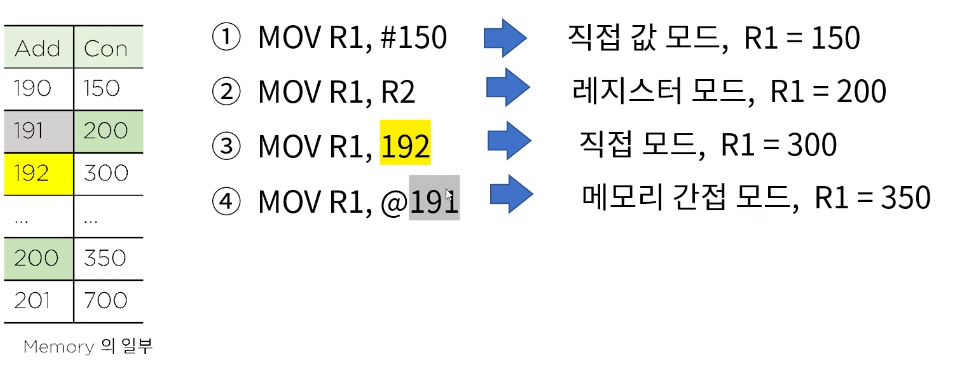 Add Con
190 150
191 200
192 300
... ...
200 350
201 700
Memory 의 일부
① MOV R1, #150 직접 값 모드, R1 = 150
② MOV R1, R2 레지스터 모드, R1 = 200
③ MOV R1, 192 직접 모드, R1 = 300
④ MOV R1, @191 메모리 간접 모드, R1 = 350